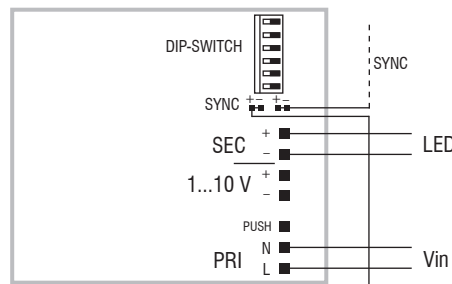 DIP-SWITCH
SYNC
SYNC + - + -
SEC + -
LED
1...10 V + -
PUSH
PRI N L
Vin